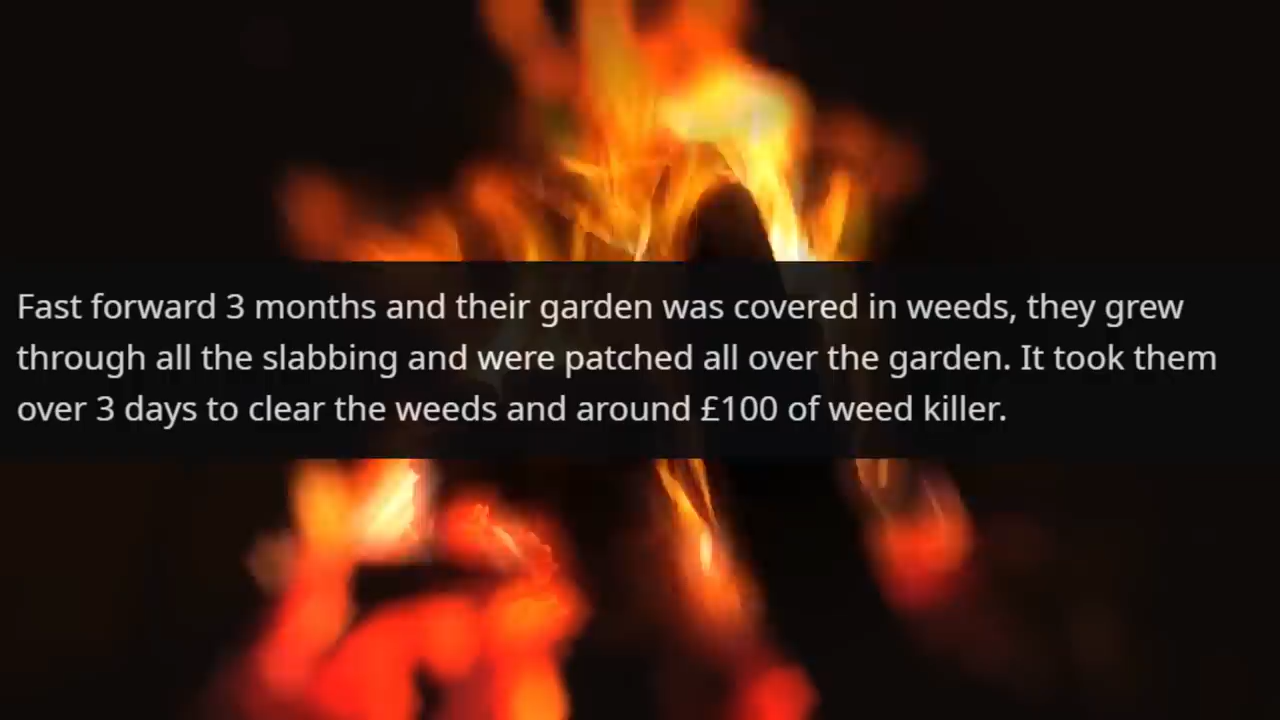 Fast forward 3 months and their garden was covered in weeds, they grew
through all the slabbing and were patched all over the garden. It took them
over 3 days to clear the weeds and around £100 of weed killer.